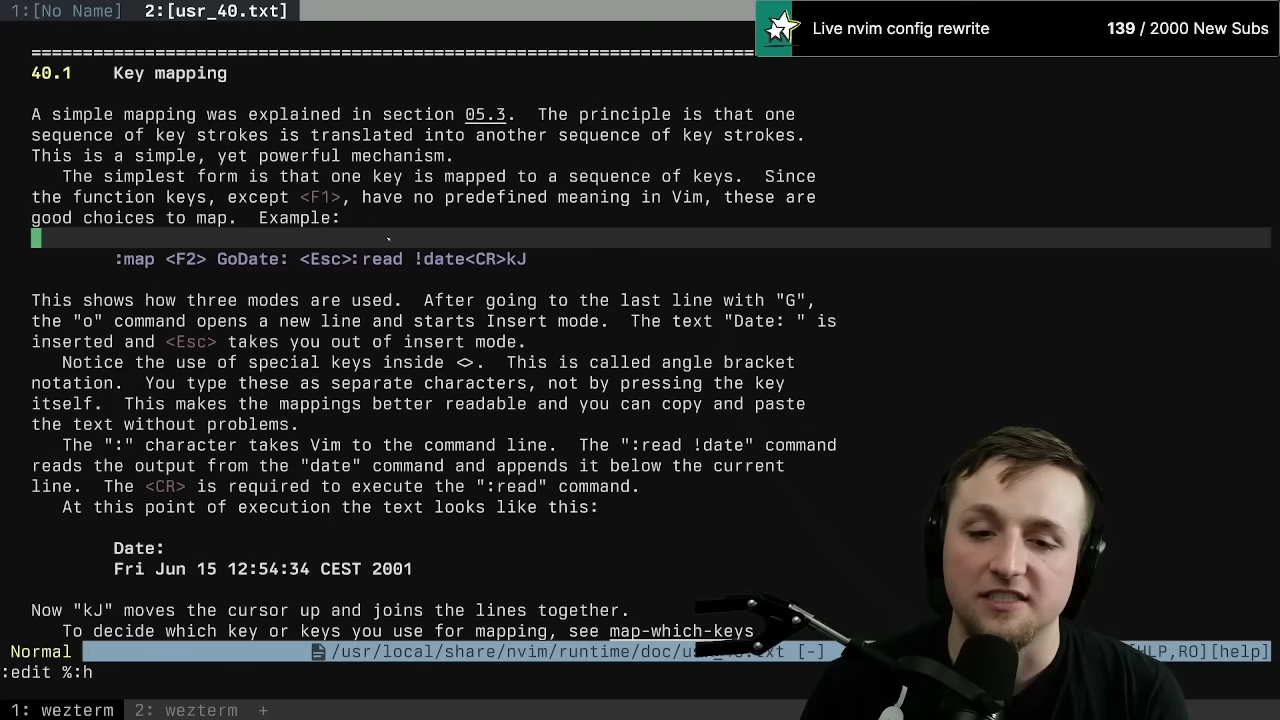 1:[No Name]  2:[usr_40.txt]
Live nvim config rewrite 139 / 2000 New Subs
==============================================================================
40.1 Key mapping
A simple mapping was explained in section 05.3.  The principle is that one
sequence of key strokes is translated into another sequence of key strokes.
This is a simple, yet powerful mechanism.
The simplest form is that one key is mapped to a sequence of keys.  Since
the function keys, except <F1>, have no predefined meaning in Vim, these are
good choices to map.  Example:
:map <F2> GoDate: <Esc>:read !date<CR>kJ
This shows how three modes are used.  After going to the last line with "G",
the "o" command opens a new line and starts Insert mode.  The text "Date: " is
inserted and <Esc> takes you out of insert mode.
Notice the use of special keys inside <>.  This is called angle bracket
notation.  You type these as separate characters, not by pressing the key
itself.  This makes the mappings better readable and you can copy and paste
the text without problems.
The ":" character takes Vim to the command line.  The ":read !date" command
reads the output from the "date" command and appends it below the current
line.  The <CR> is required to execute the ":read" command.
At this point of execution the text looks like this:
Date:
Fri Jun 15 12:54:34 CEST 2001
Now "kJ" moves the cursor up and joins the lines together.
To decide which key or keys you use for mapping, see map-which-keys
Normal /usr/local/share/nvim/runtime/doc/usr_40.txt [-] HLP,RO][help]
:edit %:h
1: wezterm  2: wezterm  +